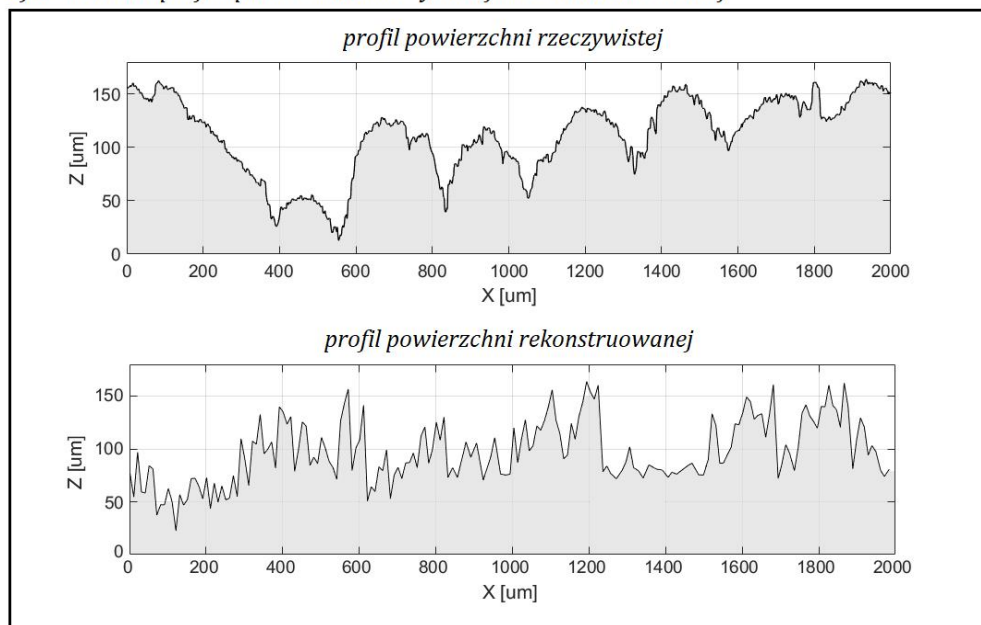 profil powierzchni rzeczywistej
150
100
50
0
Z [um]
0 200 400 600 800 1000 1200 1400 1600 1800 2000
X [um]
profil powierzchni rekonstruowanej
150
100
50
0
Z [um]
0 200 400 600 800 1000 1200 1400 1600 1800 2000
X [um]